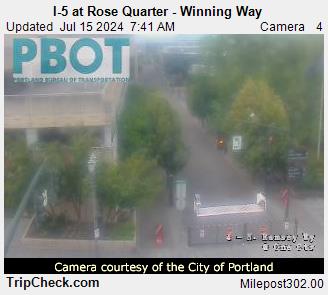 I-5 at Rose Quarter - Winning Way
Updated Jul 15 2024 7:41 AM Camera 4
PBOT
PORTLAND BUREAU OF TRANSPORTATION
Camera courtesy of the City of Portland
TripCheck.com Milepost302.00